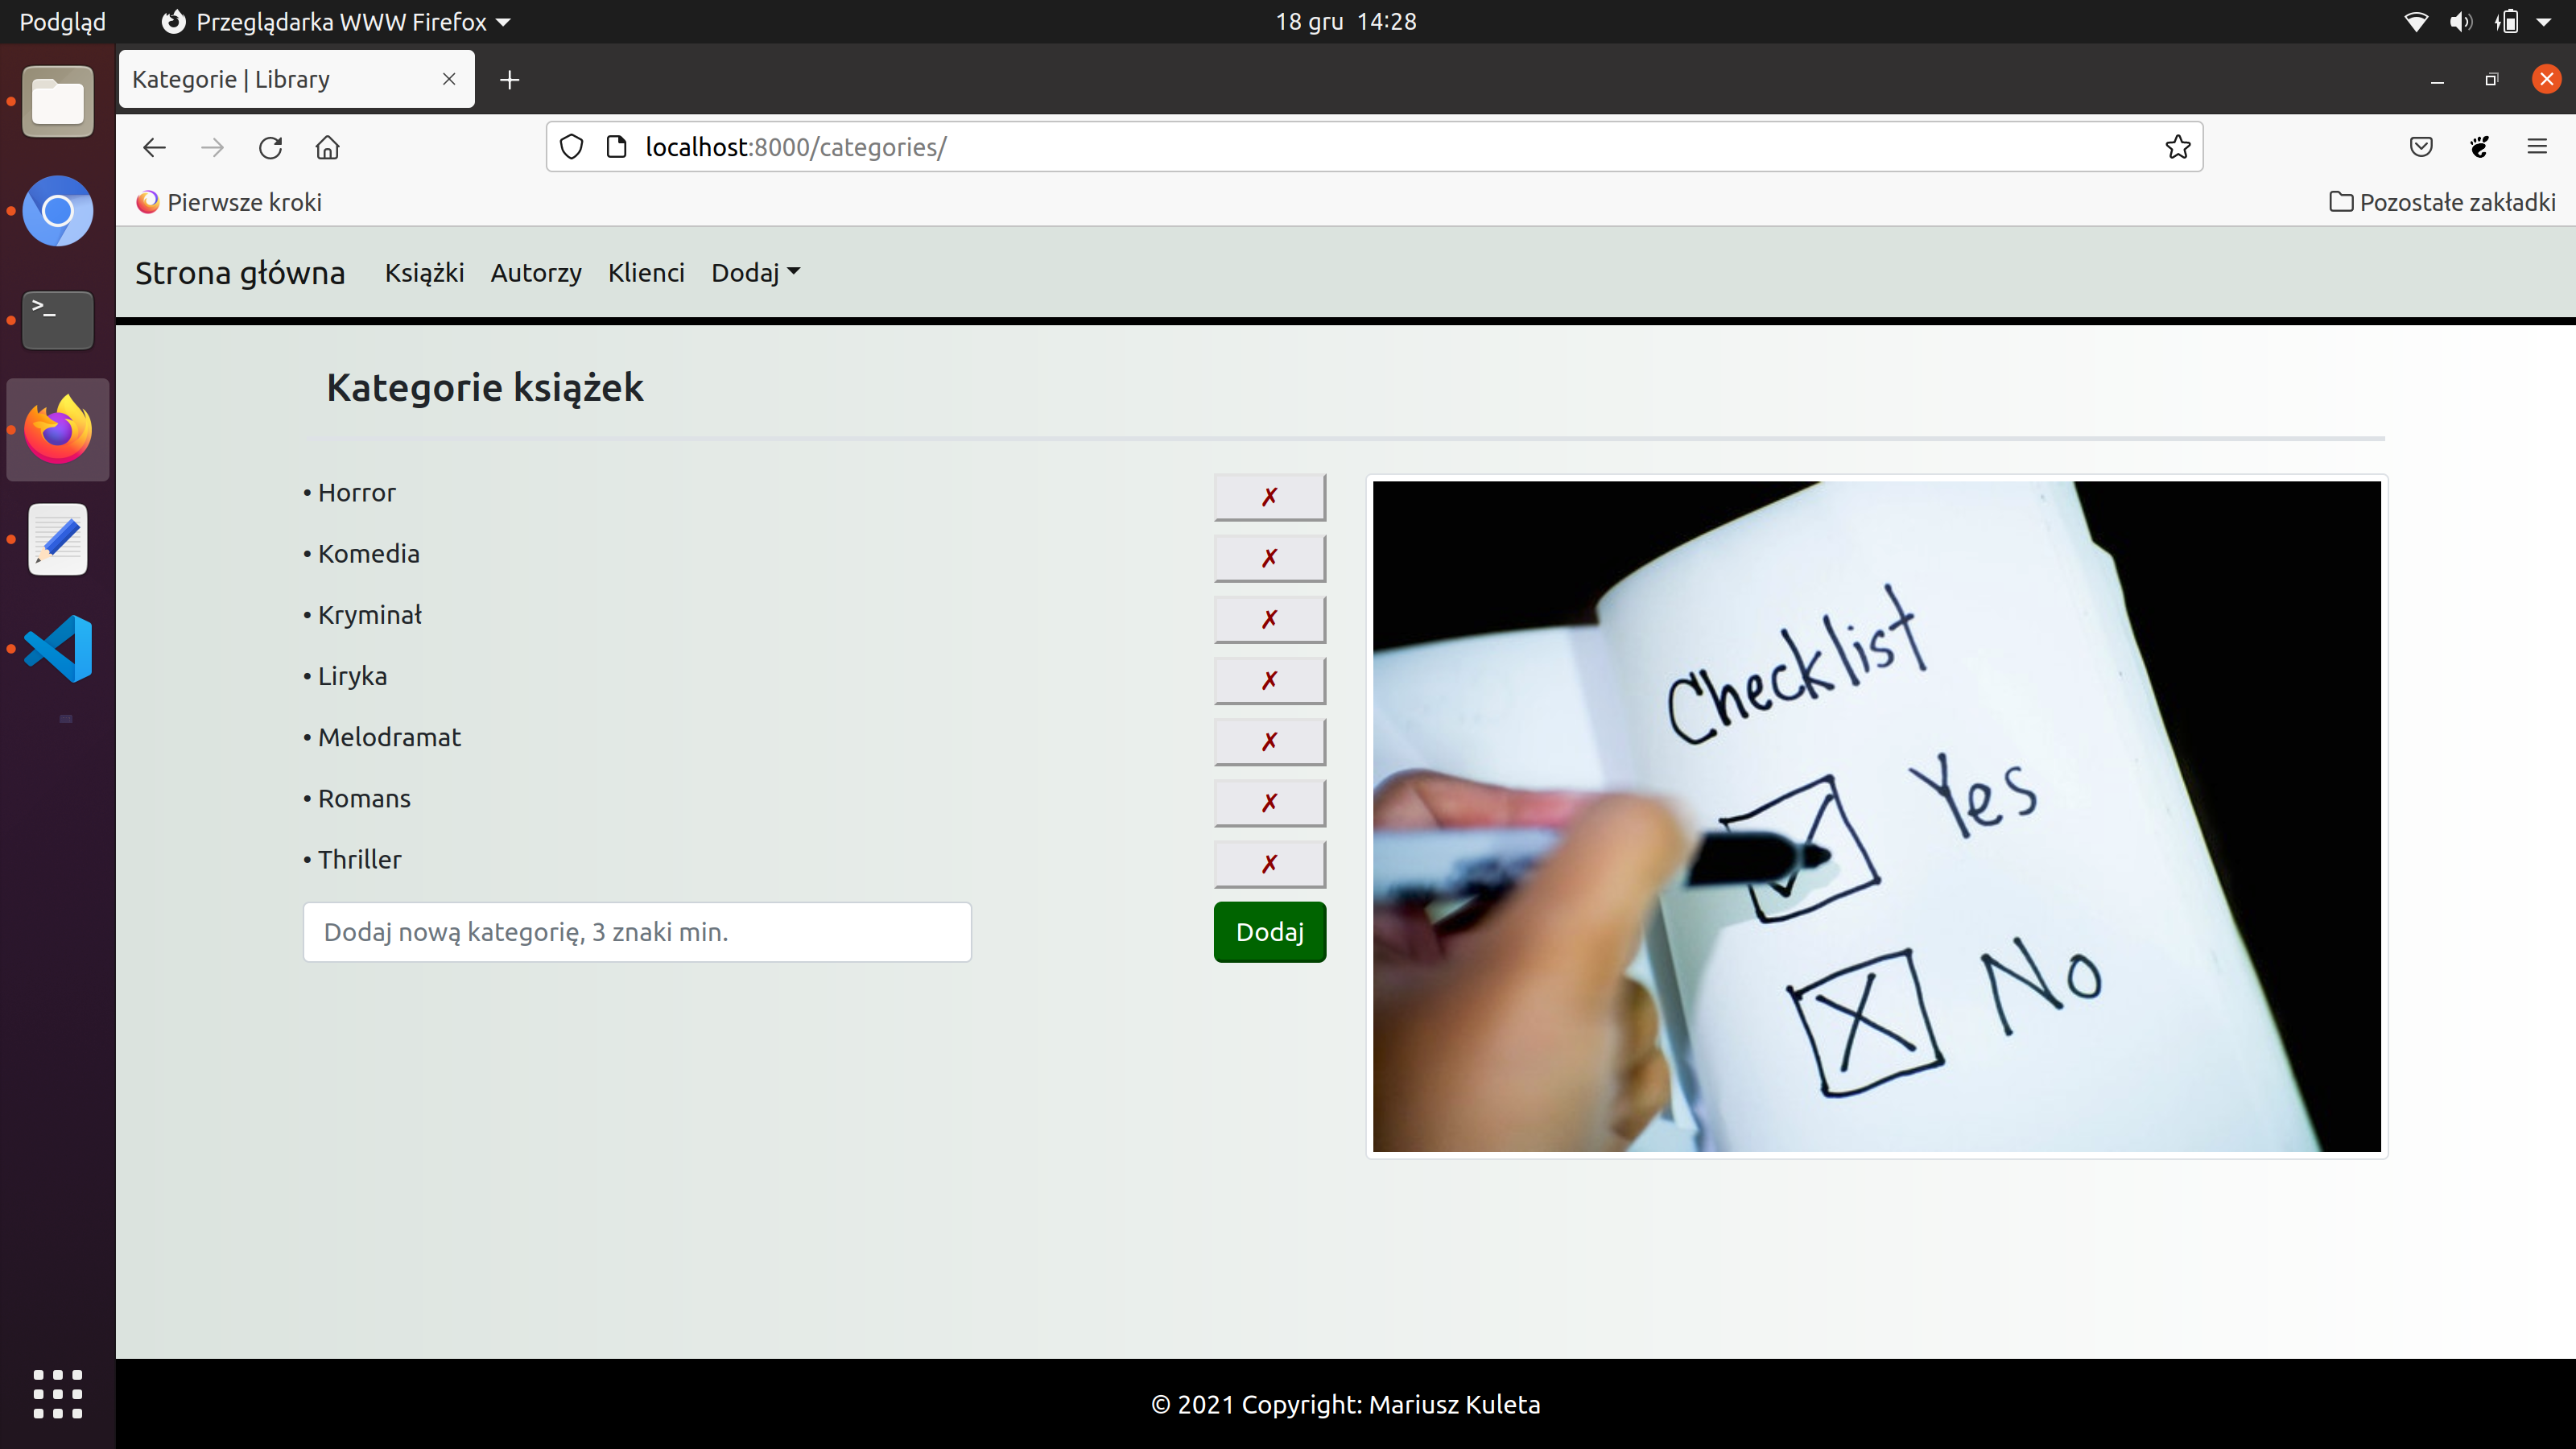 Podgląd
Przeglądarka WWW Firefox
18 gru 14:28
Kategorie | Library
localhost:8000/categories/
Pierwsze kroki
Pozostałe zakładki
Strona główna
Książki
Autorzy
Klienci
Dodaj
Kategorie książek
• Horror
✗
• Komedia
✗
• Kryminał
✗
• Liryka
✗
• Melodramat
✗
• Romans
✗
• Thriller
✗
Dodaj nową kategorię, 3 znaki min.
Dodaj
Checklist
Yes
No
© 2021 Copyright: Mariusz Kuleta